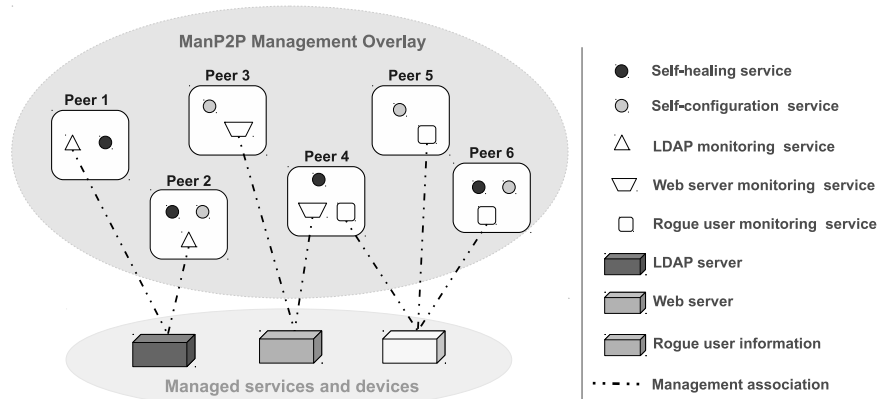 ManP2P Management Overlay
Peer 1
Peer 2
Peer 3
Peer 4
Peer 5
Peer 6
Managed services and devices
Self-healing service
Self-configuration service
LDAP monitoring service
Web server monitoring service
Rogue user monitoring service
LDAP server
Web server
Rogue user information
Management association